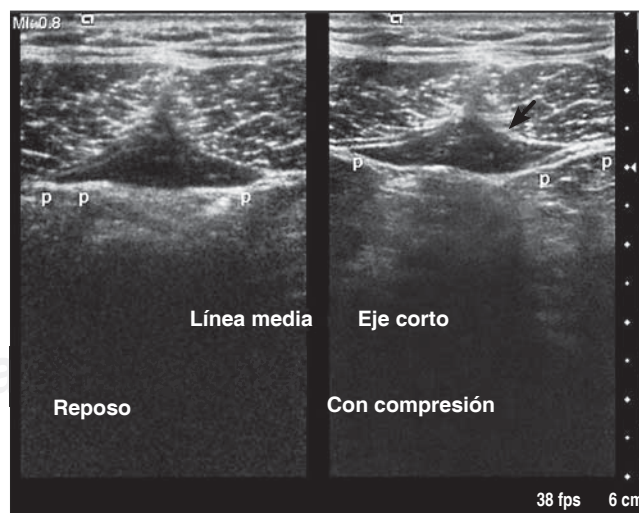 MI:0.8
p p p
p p p
Línea media Eje corto
Reposo Con compresión
38 fps 6 cm